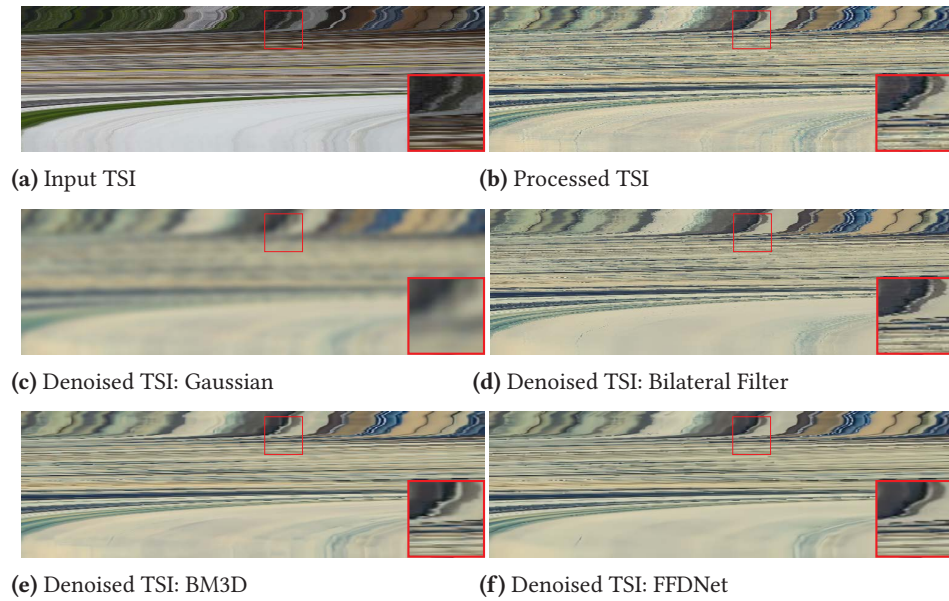 (a) Input TSI
(b) Processed TSI
(c) Denoised TSI: Gaussian
(d) Denoised TSI: Bilateral Filter
(e) Denoised TSI: BM3D
(f) Denoised TSI: FFDNet